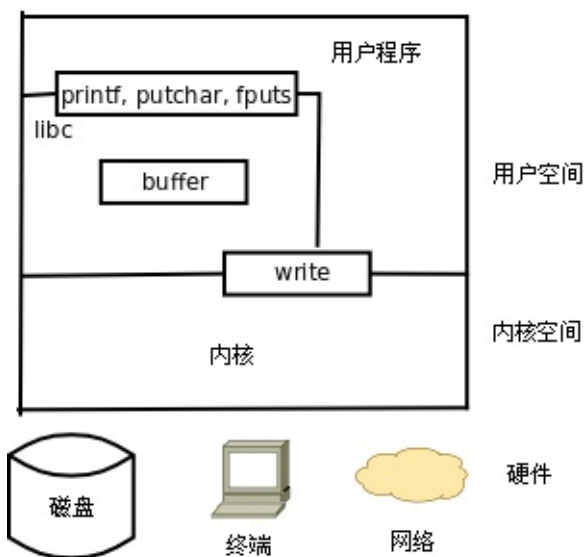 用户程序
printf, putchar, fputs
libc
buffer
用户空间
write
内核空间
内核
磁盘
终端
网络
硬件